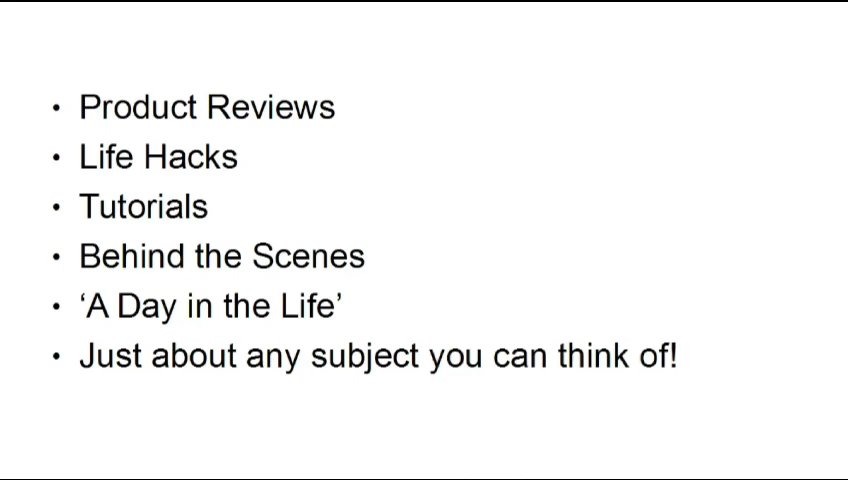 • Product Reviews
• Life Hacks
• Tutorials
• Behind the Scenes
• ‘A Day in the Life’
• Just about any subject you can think of!